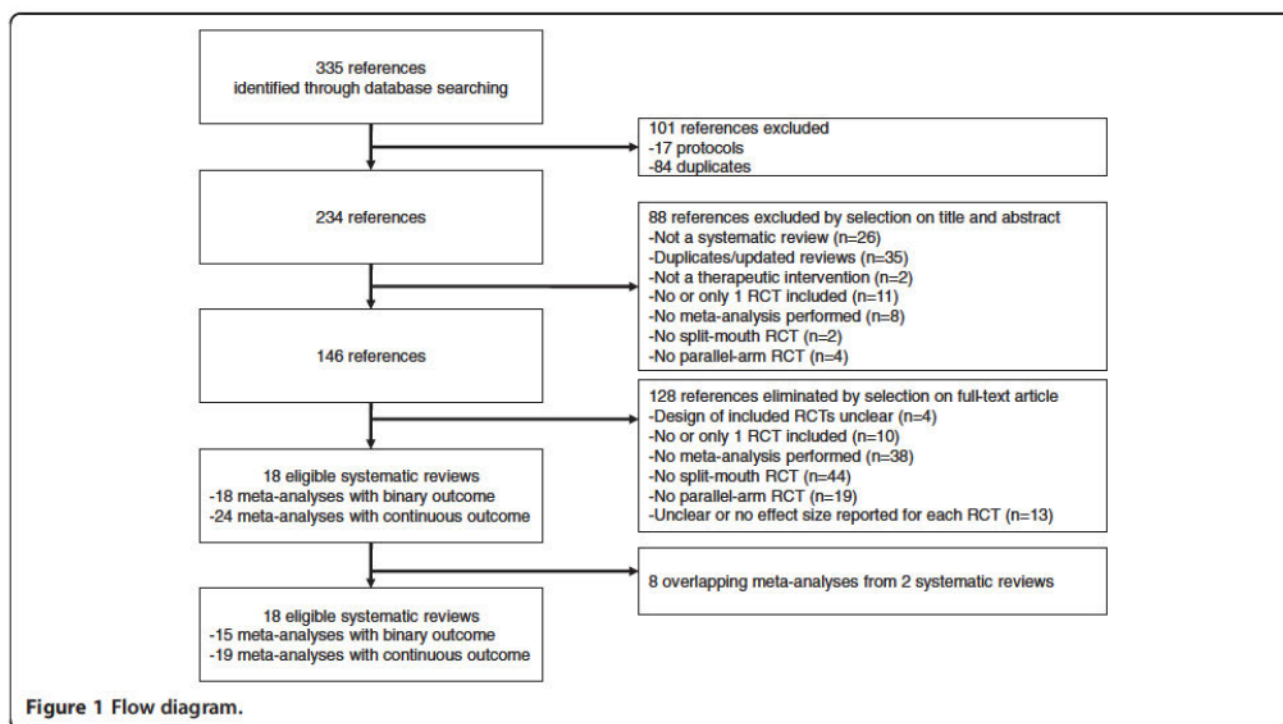 335 references
identified through database searching
101 references excluded
-17 protocols
-84 duplicates
234 references
88 references excluded by selection on title and abstract
-Not a systematic review (n=26)
-Duplicates/updated reviews (n=35)
-Not a therapeutic intervention (n=2)
-No or only 1 RCT included (n=11)
-No meta-analysis performed (n=8)
-No split-mouth RCT (n=2)
-No parallel-arm RCT (n=4)
146 references
128 references eliminated by selection on full-text article
-Design of included RCTs unclear (n=4)
-No or only 1 RCT included (n=10)
-No meta-analysis performed (n=38)
-No split-mouth RCT (n=44)
-No parallel-arm RCT (n=19)
-Unclear or no effect size reported for each RCT (n=13)
18 eligible systematic reviews
-18 meta-analyses with binary outcome
-24 meta-analyses with continuous outcome
8 overlapping meta-analyses from 2 systematic reviews
18 eligible systematic reviews
-15 meta-analyses with binary outcome
-19 meta-analyses with continuous outcome
Figure 1 Flow diagram.